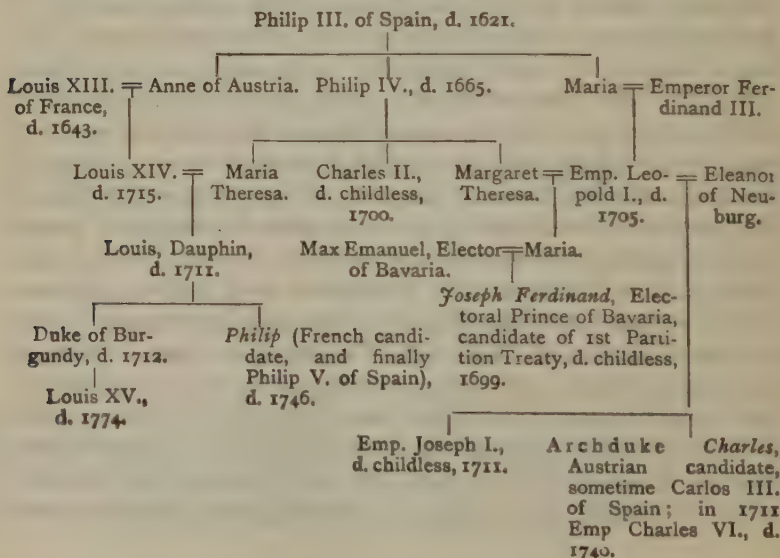 Philip III. of Spain, d. 1621.
Louis XIII. of France, d. 1643.
Anne of Austria.
Philip IV., d. 1665.
Maria
Emperor Fer-
dinand III.
Louis XIV.
d. 1715.
Maria
Theresa.
Charles II.,
d. childless,
1700.
Margaret
Theresa.
Emp. Leo-
pold I., d.
1705.
Eleanor
of Neu-
burg.
Louis, Dauphin,
d. 1711.
Max Emanuel, Elector
of Bavaria.
Maria.
Joseph Ferdinand, Elec-
toral Prince of Bavaria,
candidate of 1st Parti-
tion Treaty, d. childless,
1699.
Duke of Bur-
gundy, d. 1712.
Philip (French candi-
date, and finally
Philip V. of Spain),
d. 1746.
Louis XV.,
d. 1774.
Emp. Joseph I.,
d. childless, 1711.
Archduke Charles,
Austrian candidate,
sometime Carlos III.
of Spain; in 1711
Emp Charles VI., d.
1740.